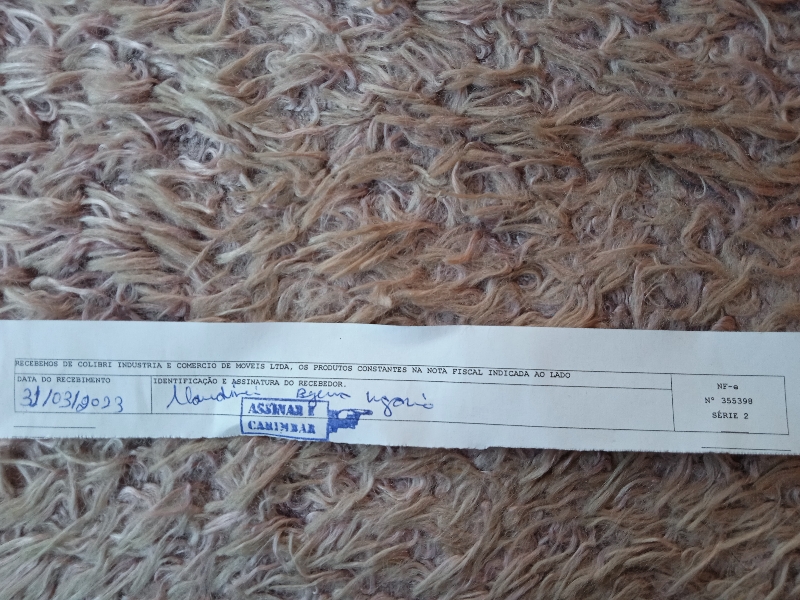 RECEBEMOS DE COLIBRI INDUSTRIA E COMERCIO DE MOVEIS LTDA, OS PRODUTOS CONSTANTES NA NOTA FISCAL INDICADA AO LADO
DATA DO RECEBIMENTO
31/03/2023
IDENTIFICAÇÃO E ASSINATURA DO RECEBEDOR.
ASSINAR E
CARIMBAR
NF-e
Nº 355398
SÉRIE 2